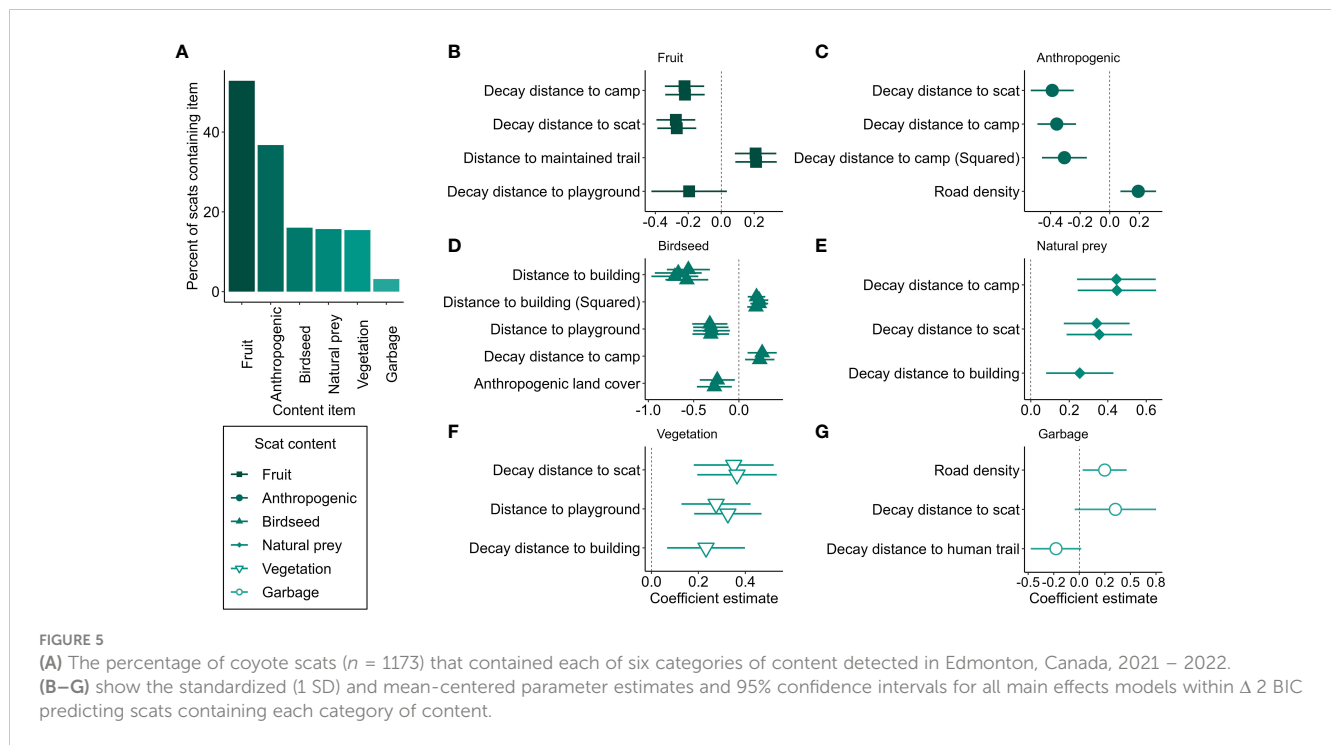 A
Percent of scats containing item
40
20
0
Fruit
Anthropogenic
Birdseed
Natural prey
Vegetation
Garbage
Content item
Scat content
Fruit
Anthropogenic
Birdseed
Natural prey
Vegetation
Garbage
B
Fruit
Decay distance to camp
Decay distance to scat
Distance to maintained trail
Decay distance to playground
-0.4 -0.2 0.0 0.2
C
Anthropogenic
Decay distance to scat
Decay distance to camp
Decay distance to camp (Squared)
Road density
-0.4 -0.2 0.0 0.2
D
Birdseed
Distance to building
Distance to building (Squared)
Distance to playground
Decay distance to camp
Anthropogenic land cover
-1.0 -0.5 0.0
E
Natural prey
Decay distance to camp
Decay distance to scat
Decay distance to building
0.0 0.2 0.4 0.6
F
Vegetation
Decay distance to scat
Distance to playground
Decay distance to building
0.0 0.2 0.4
Coefficient estimate
G
Garbage
Road density
Decay distance to scat
Decay distance to human trail
-0.5 -0.2 0.0 0.2 0.5 0.8
Coefficient estimate
FIGURE 5
(A) The percentage of coyote scats (n = 1173) that contained each of six categories of content detected in Edmonton, Canada, 2021 – 2022.
(B–G) show the standardized (1 SD) and mean-centered parameter estimates and 95% confidence intervals for all main effects models within Δ 2 BIC
predicting scats containing each category of content.